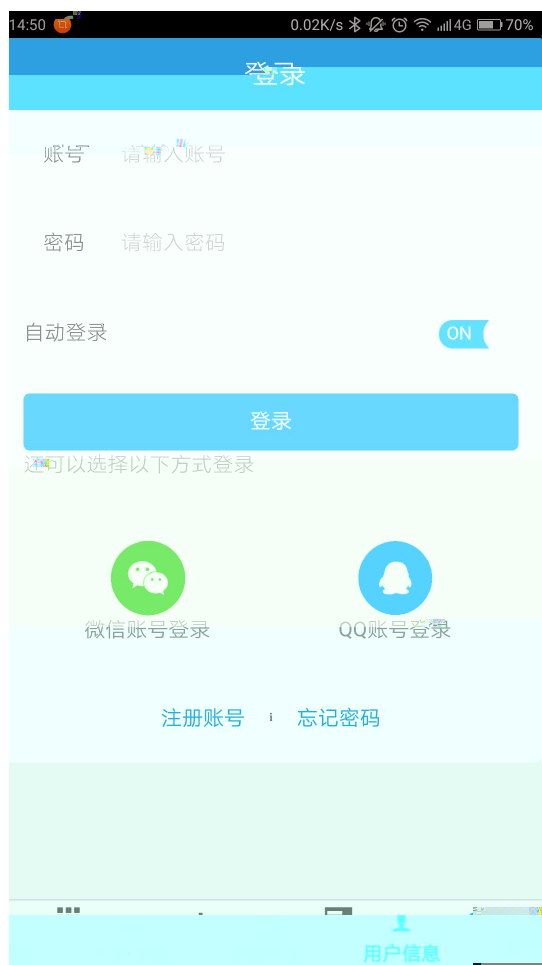 14:50 0.02K/s 4G 70%
登录
账号 请输入账号
密码 请输入密码
自动登录 ON
登录
还可以选择以下方式登录
微信账号登录 QQ账号登录
注册账号 忘记密码
用户信息